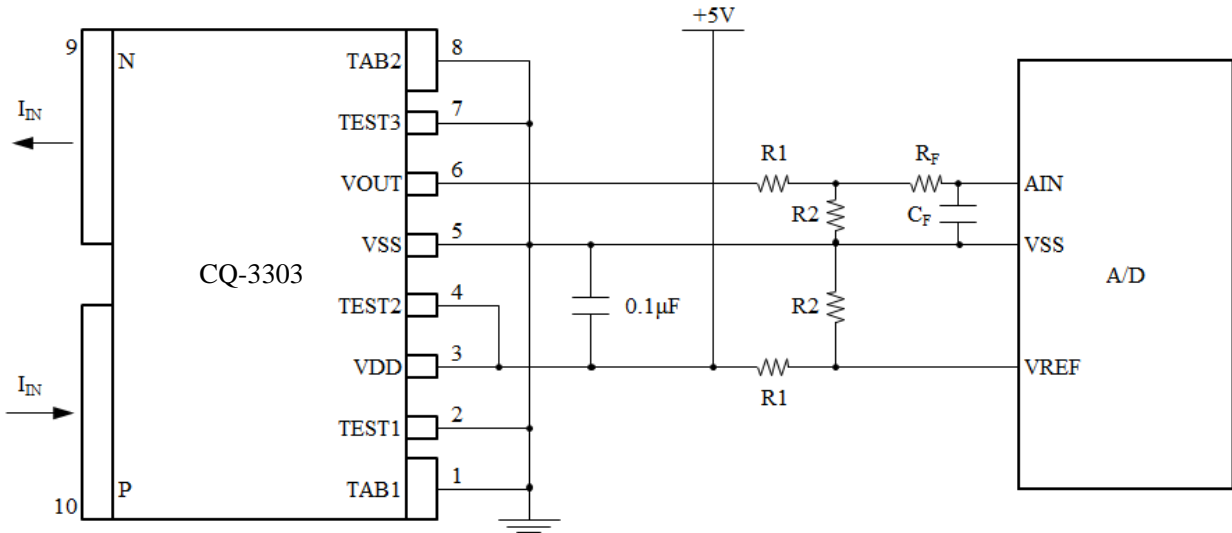 +5V
9
N
TAB2
8
I_IN
TEST3
7
VOUT
6
R1
R_F
AIN
R2
C_F
VSS
5
VSS
CQ-3303
A/D
TEST2
4
0.1μF
R2
VDD
3
VREF
I_IN
R1
TEST1
2
P
TAB1
1
10